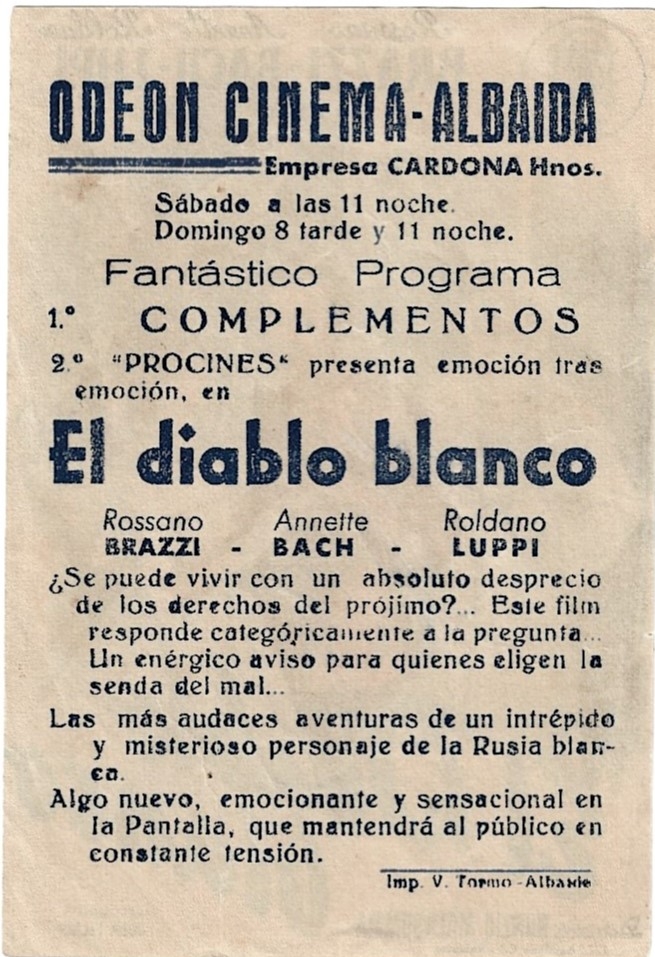 ODEON CINEMA-ALBAIDA
Empresa CARDONA Hnos.
Sábado a las 11 noche.
Domingo 8 tarde y 11 noche.
Fantástico Programa
1.º COMPLEMENTOS
2.º "PROCINES" presenta emoción tras
emoción, en
El diablo blanco
Rossano Annette Roldano
BRAZZI - BACH - LUPPI
¿Se puede vivir con un absoluto desprecio
de los derechos del prójimo?... Este film
responde categóricamente a la pregunta...
Un enérgico aviso para quienes eligen la
senda del mal...
Las más audaces aventuras de un intrépido
y misterioso personaje de la Rusia blan-
ca.
Algo nuevo, emocionante y sensacional en
la Pantalla, que mantendrá al público en
constante tensión.
Imp. V. Tormo -Albaida